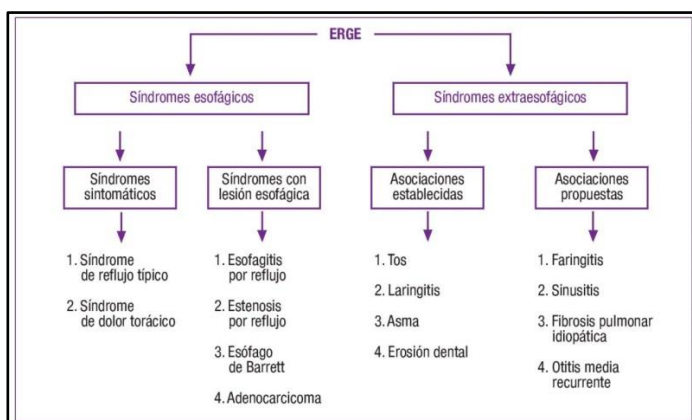 ERGE
Síndromes esofágicos
Síndromes extraesofágicos
Síndromes
sintomáticos
Síndromes con
lesión esofágica
Asociaciones
establecidas
Asociaciones
propuestas
1. Síndrome
de reflujo típico
2. Síndrome
de dolor torácico
1. Esofagitis
por reflujo
2. Estenosis
por reflujo
3. Esófago
de Barrett
4. Adenocarcicoma
1. Tos
2. Laringitis
3. Asma
4. Erosión dental
1. Faringitis
2. Sinusitis
3. Fibrosis pulmonar
idiopática
4. Otitis media
recurrente